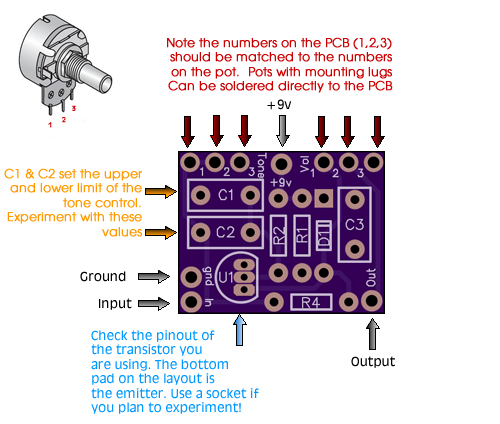 Note the numbers on the PCB (1,2,3)
should be matched to the numbers
on the pot. Pots with mounting lugs
Can be soldered directly to the PCB
1
2
3
+9v
C1 & C2 set the upper
and lower limit of the
tone control.
Experiment with these
values
1
2
3
Tone
+9v
Vol
1
2
3
C1
C2
R2
R1
D1
C3
Ground
Input
gnd
In
U1
R4
Out
Check the pinout of
the transistor you
are using. The bottom
pad on the layout is
the emitter. Use a socket if
you plan to experiment!
Output